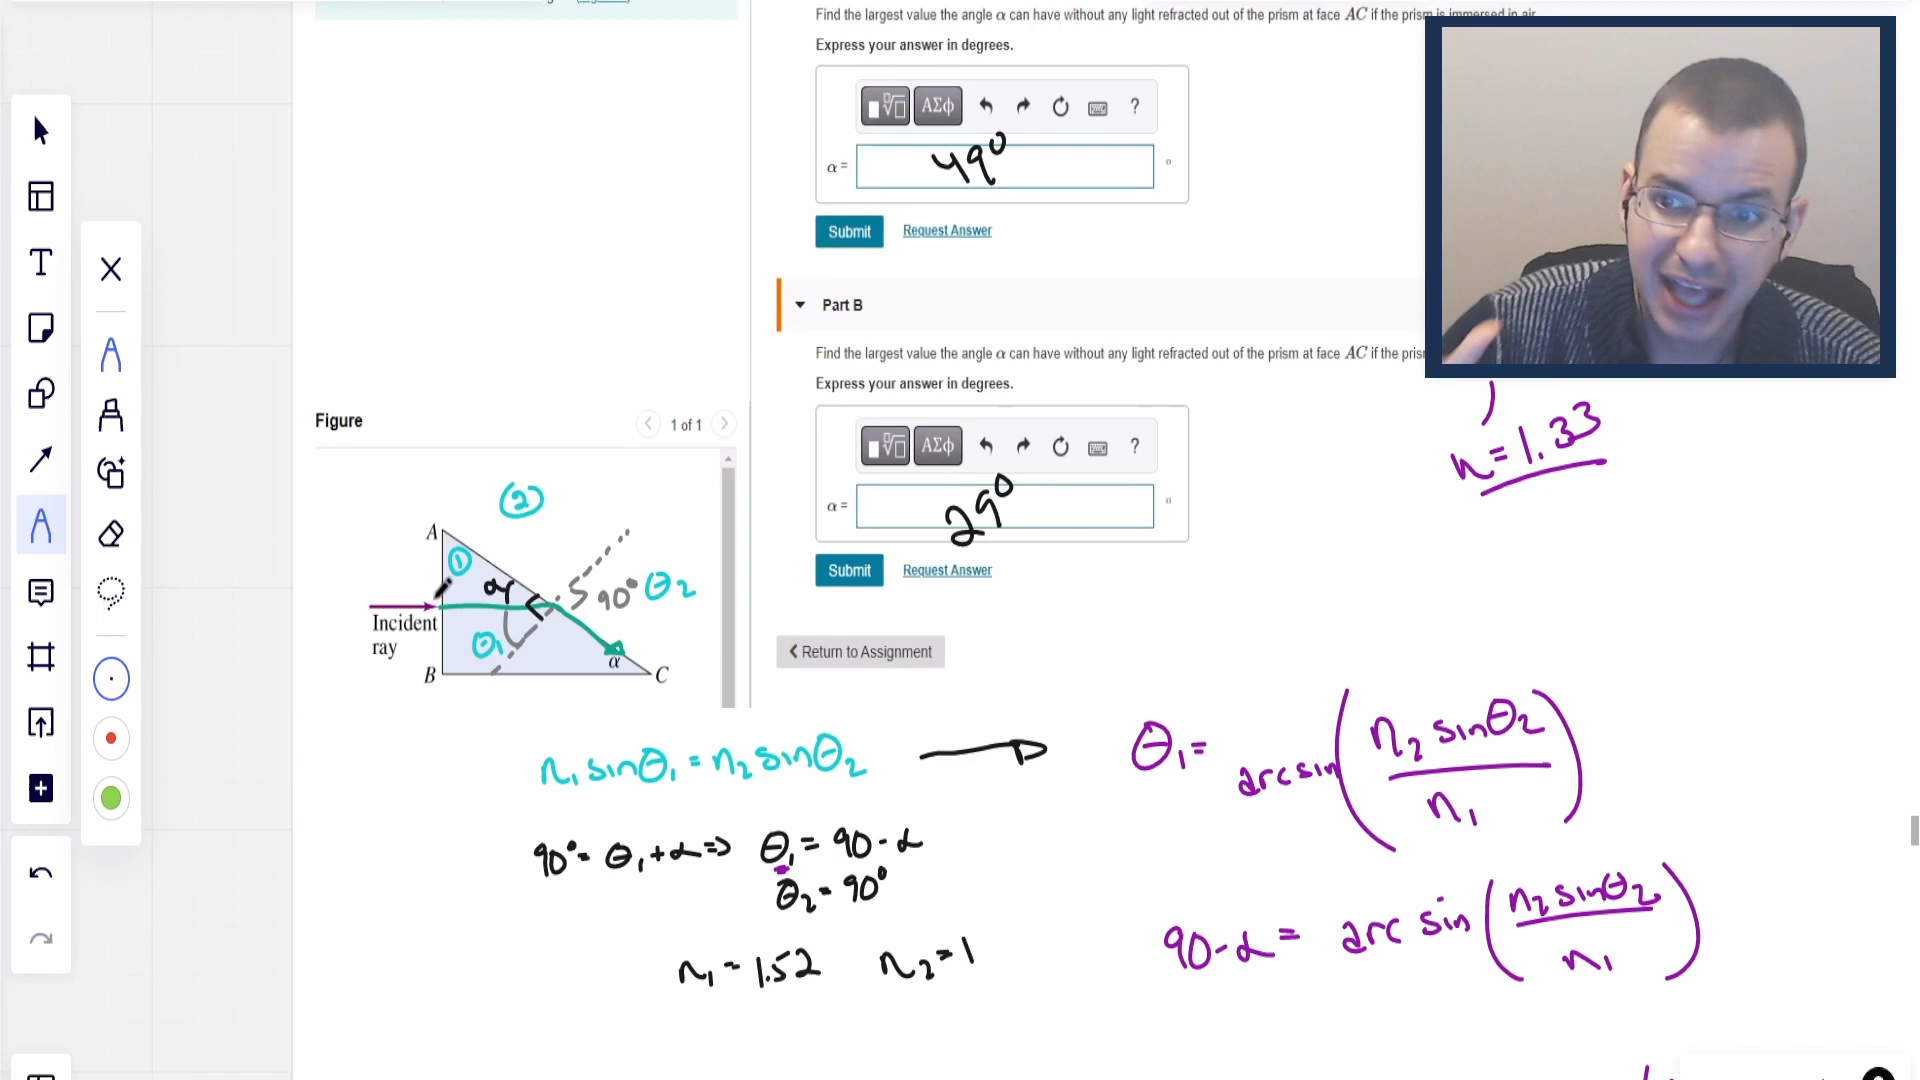 Find the largest value the angle α can have without any light refracted out of the prism at face AC if the prism is immersed in air.
Express your answer in degrees.
ΑΣφ
?
α =
49°
°
Submit
Request Answer
Part B
Find the largest value the angle α can have without any light refracted out of the prism at face AC if the
Express your answer in degrees.
ΑΣφ
?
α =
29°
°
Submit
Request Answer
Return to Assignment
n = 1.33
Figure
1 of 1
②
A
①
α
90° θ2
Incident
ray
θ1
α
B
C
n1 sinθ1 = n2 sinθ2
θ1 = arcsin(n2 sinθ2 / n1)
90° = θ1 + α => θ1 = 90 - α
θ2 = 90°
90 - α = arc sin(n2 sinθ2 / n1)
n1 = 1.52 n2 = 1